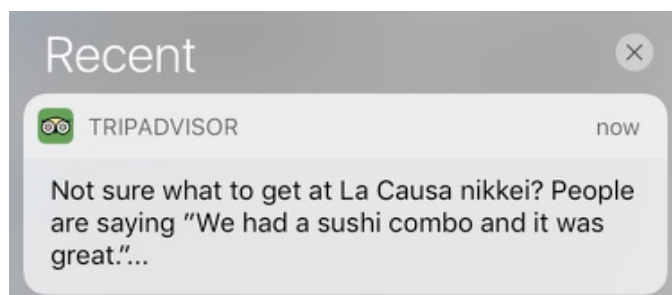 Recent
TRIPADVISOR now
Not sure what to get at La Causa nikkei? People
are saying “We had a sushi combo and it was
great.”...